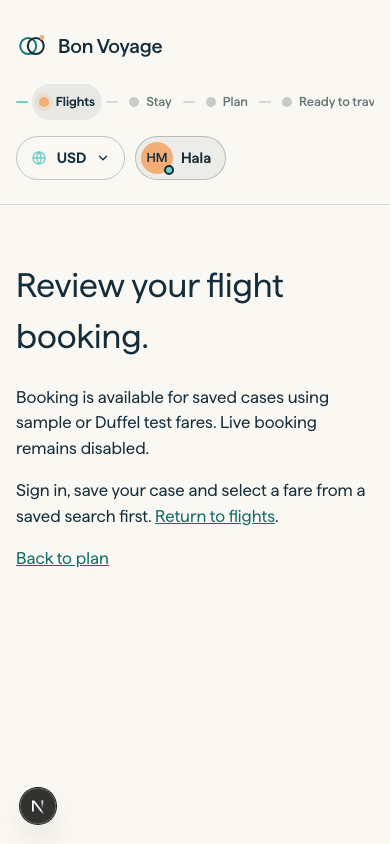 Bon Voyage
Flights
Stay
Plan
Ready to trav
USD
HM
Hala
Review your flight
booking.
Booking is available for saved cases using
sample or Duffel test fares. Live booking
remains disabled.
Sign in, save your case and select a fare from a
saved search first. Return to flights.
Back to plan
N